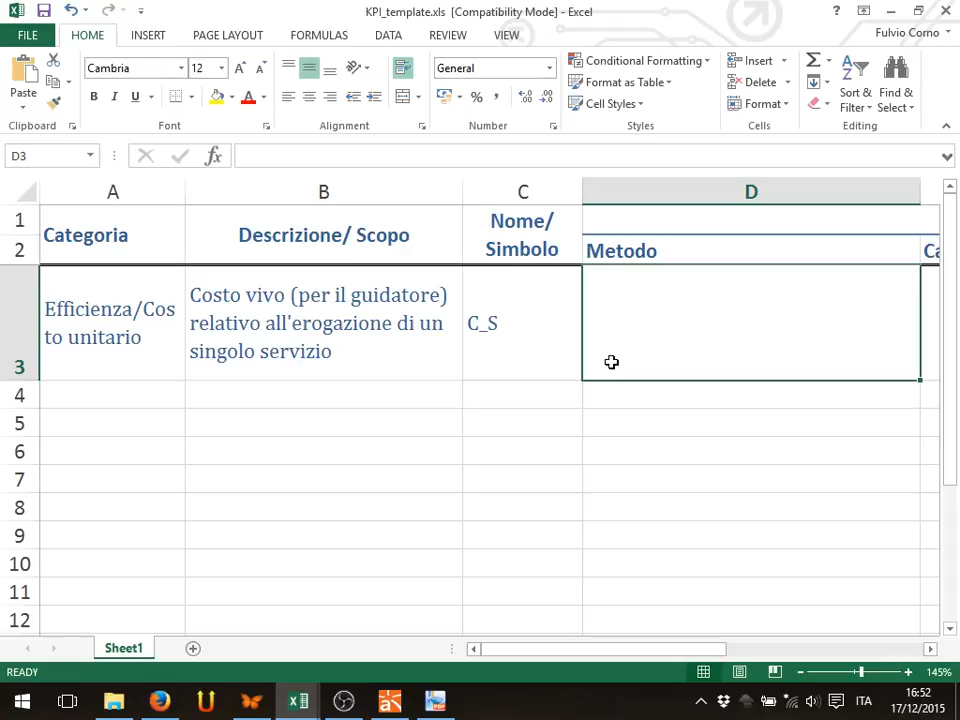 KPI_template.xls [Compatibility Mode] - Excel
?
FILE HOME INSERT PAGE LAYOUT FORMULAS DATA REVIEW VIEW Fulvio Corno
Paste
Cambria 12 A A
B I U A
General
% , .0 .00
Conditional Formatting
Format as Table
Cell Styles
Insert
Delete
Format
Sort & Filter
Find & Select
Clipboard Font Alignment Number Styles Cells Editing
D3 fx
A B C D
1
2
Categoria
Descrizione/ Scopo
Nome/
Simbolo
Metodo
Ca
3
Efficienza/Cos
to unitario
Costo vivo (per il guidatore)
relativo all'erogazione di un
singolo servizio
C_S
4
5
6
7
8
9
10
11
12
Sheet1
READY 145%
ITA
16:52
17/12/2015